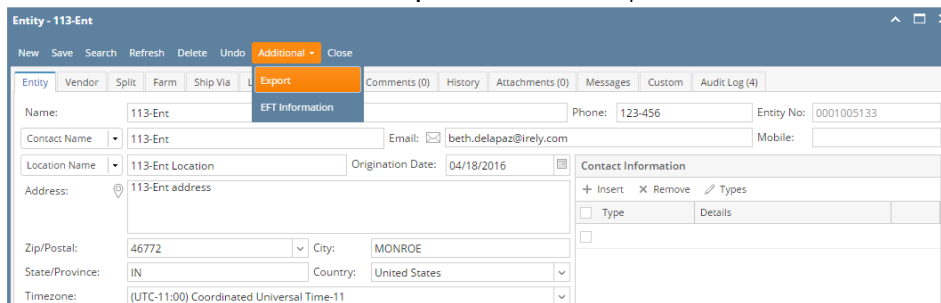 Entity - 113-Ent
New Save Search Refresh Delete Undo Additional Close
Entity Vendor Split Farm Ship Via Export Comments (0) History Attachments (0) Messages Custom Audit Log (4)
EFT Information
Name: 113-Ent Phone: 123-456 Entity No: 0001005133
Contact Name 113-Ent Email: beth.delapaz@irely.com Mobile:
Location Name 113-Ent Location Origination Date: 04/18/2016 Contact Information
Address: 113-Ent address + Insert X Remove Types
Type Details
Zip/Postal: 46772 City: MONROE
State/Province: IN Country: United States
Timezone: (UTC-11:00) Coordinated Universal Time-11